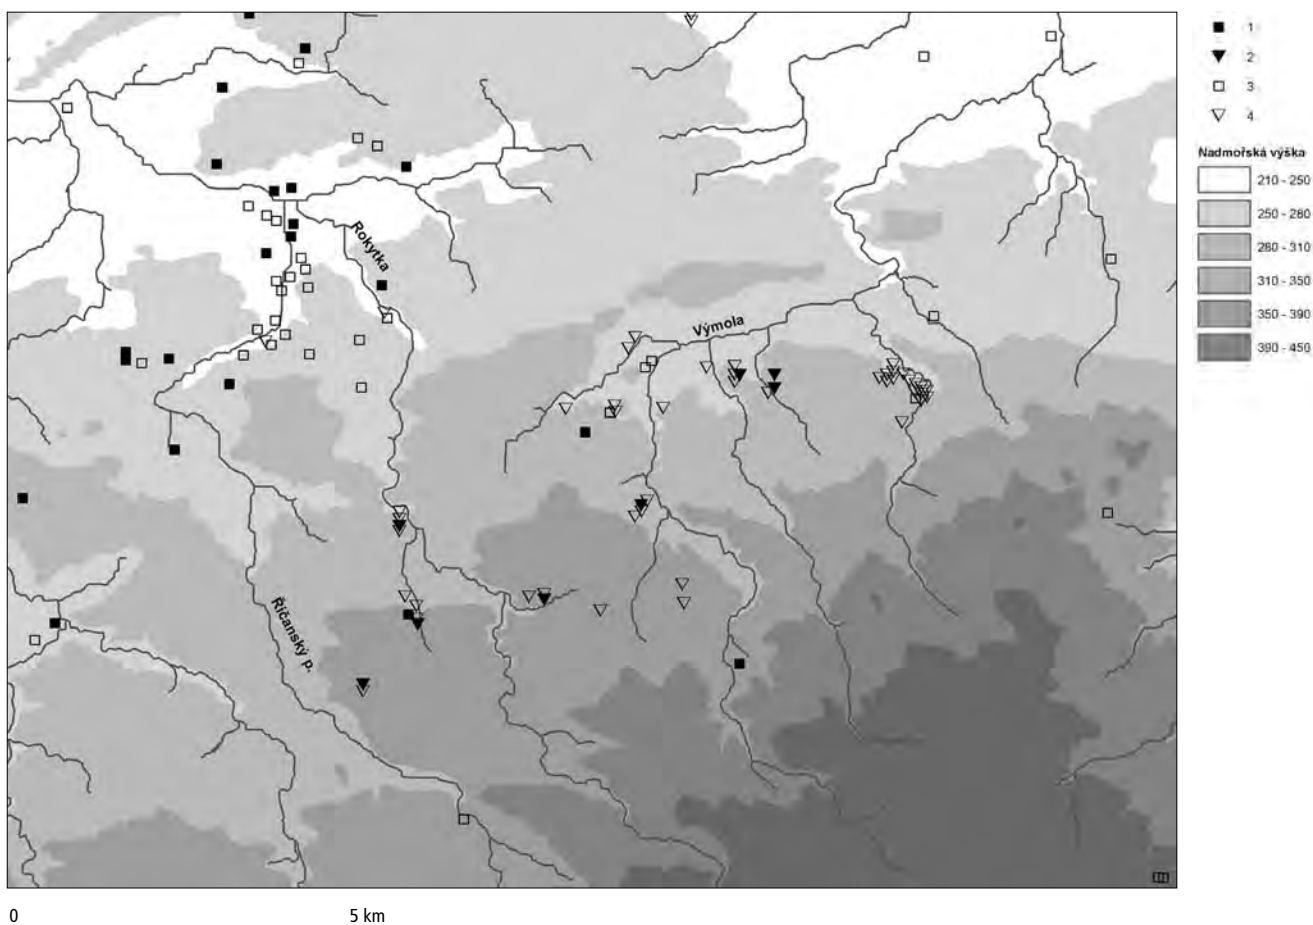 1
2
3
4
Nadmořská výška
210 - 250
250 - 280
280 - 310
310 - 350
350 - 390
390 - 450
Rokytka
Výmola
Říčanský p.
0 5 km